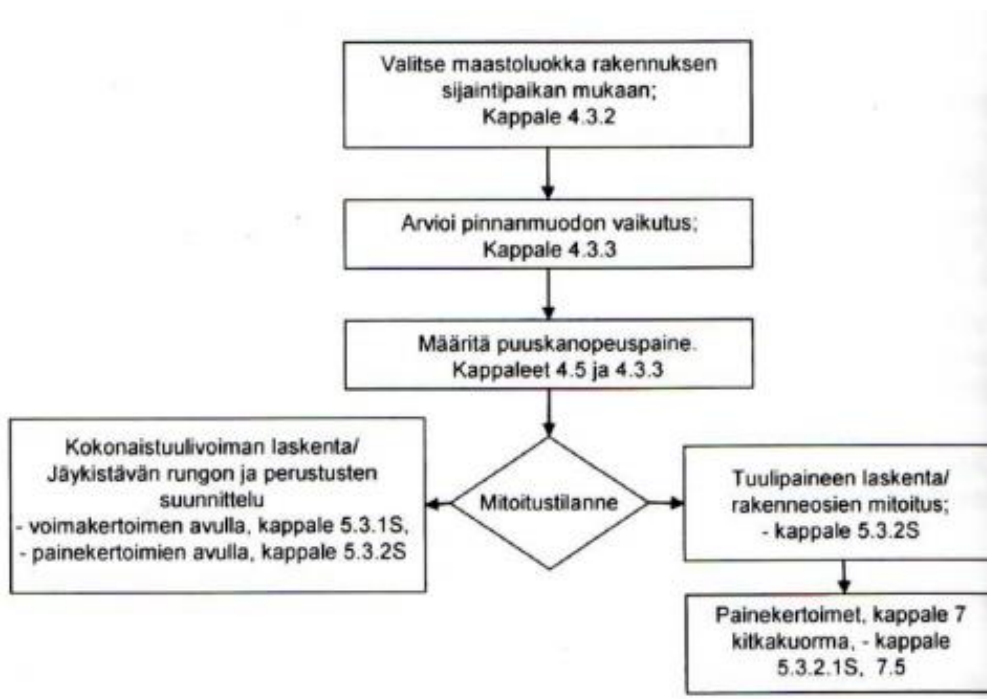 Valitse maastoluokka rakennuksen
sijaintipaikan mukaan;
Kappale 4.3.2
Arvioi pinnanmuodon vaikutus;
Kappale 4.3.3
Määritä puuskanopeuspaine.
Kappaleet 4.5 ja 4.3.3
Mitoitustilanne
Kokonaistuulivoiman laskenta/
Jäykistävän rungon ja perustusten
suunnittelu
- voimakertoimen avulla, kappale 5.3.1S,
- painekertoimien avulla, kappale 5.3.2S
Tuulipaineen laskenta/
rakenneosien mitoitus;
- kappale 5.3.2S
Painekertoimet, kappale 7
kitkakuorma, - kappale
5.3.2.1S, 7.5